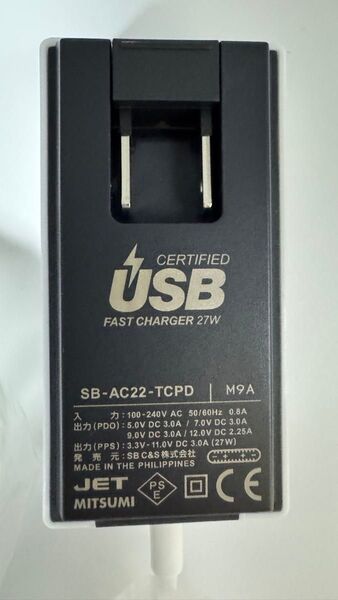 CERTIFIED
USB
FAST CHARGER 27W
SB-AC22-TCPD | M9A
入 力: 100-240V AC 50/60Hz 0.8A
出力 (PDO): 5.0V DC 3.0A / 7.0V DC 3.0A
9.0V DC 3.0A / 12.0V DC 2.25A
出力 (PPS): 3.3V-11.0V DC 3.0A (27W)
発 売 元: SB C&S株式会社
MADE IN THE PHILIPPINES
JET
MITSUMI
PS
E
CE